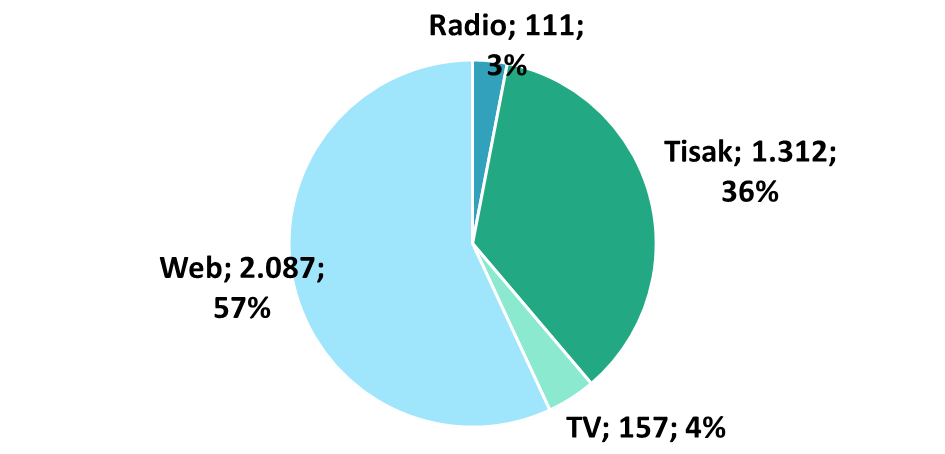 Radio; 111;
3%
Tisak; 1.312;
36%
Web; 2.087;
57%
TV; 157; 4%